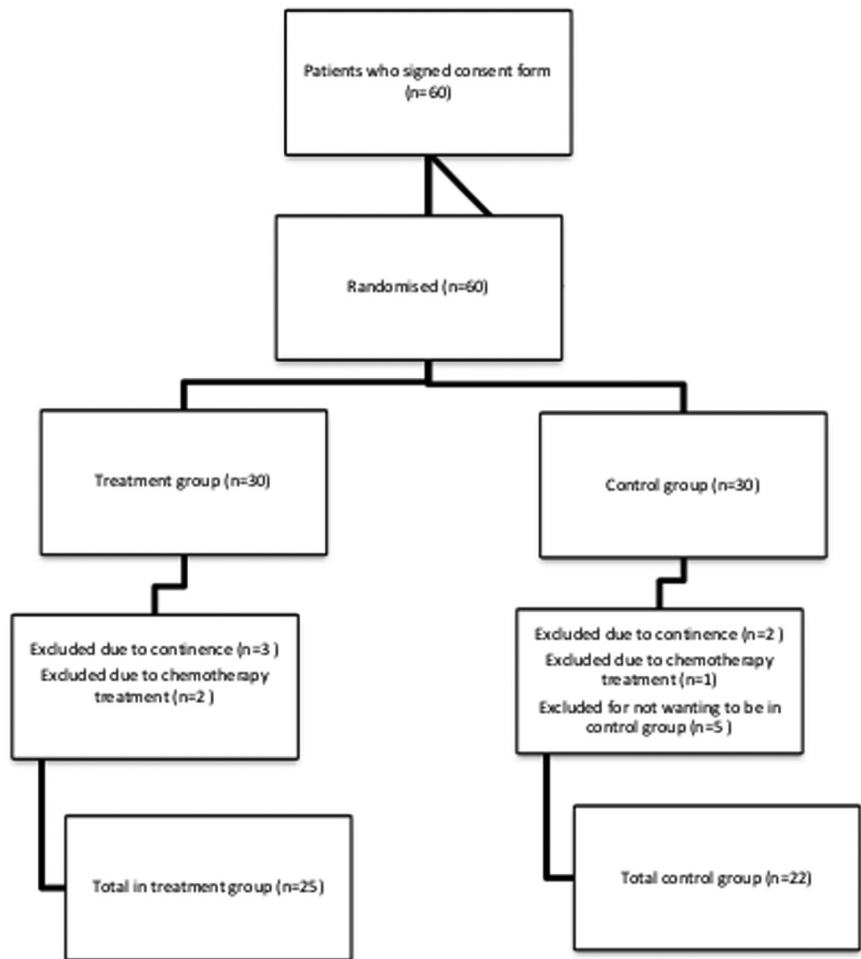 Patients who signed consent form
(n=60)
Randomised (n=60)
Treatment group (n=30)
Control group (n=30)
Excluded due to continence (n=3 )
Excluded due to chemotherapy
treatment (n=2 )
Excluded due to continence (n=2 )
Excluded due to chemotherapy
treatment (n=1)
Excluded for not wanting to be in
control group (n=5 )
Total in treatment group (n=25)
Total control group (n=22)